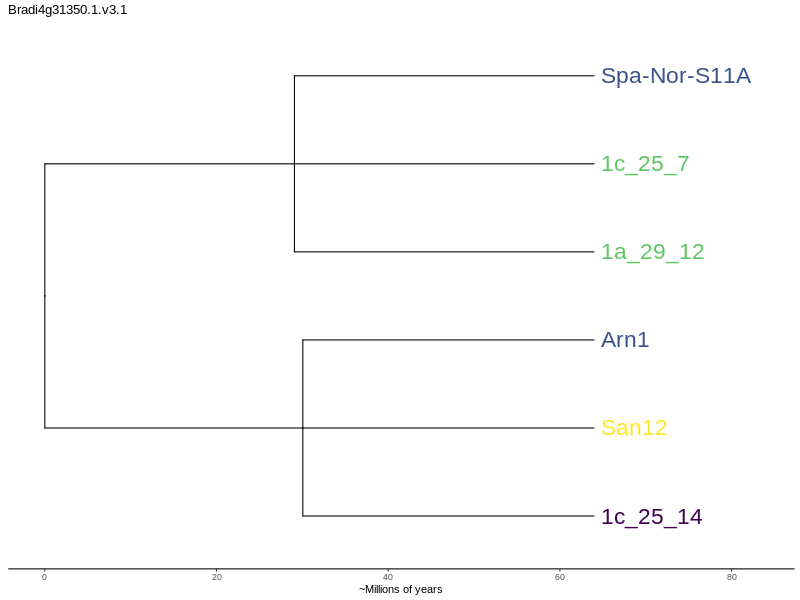 Bradi4g31350.1.v3.1
Spa-Nor-S11A
1c_25_7
1a_29_12
Arn1
San12
1c_25_14
0 20 40 60 80
~Millions of years